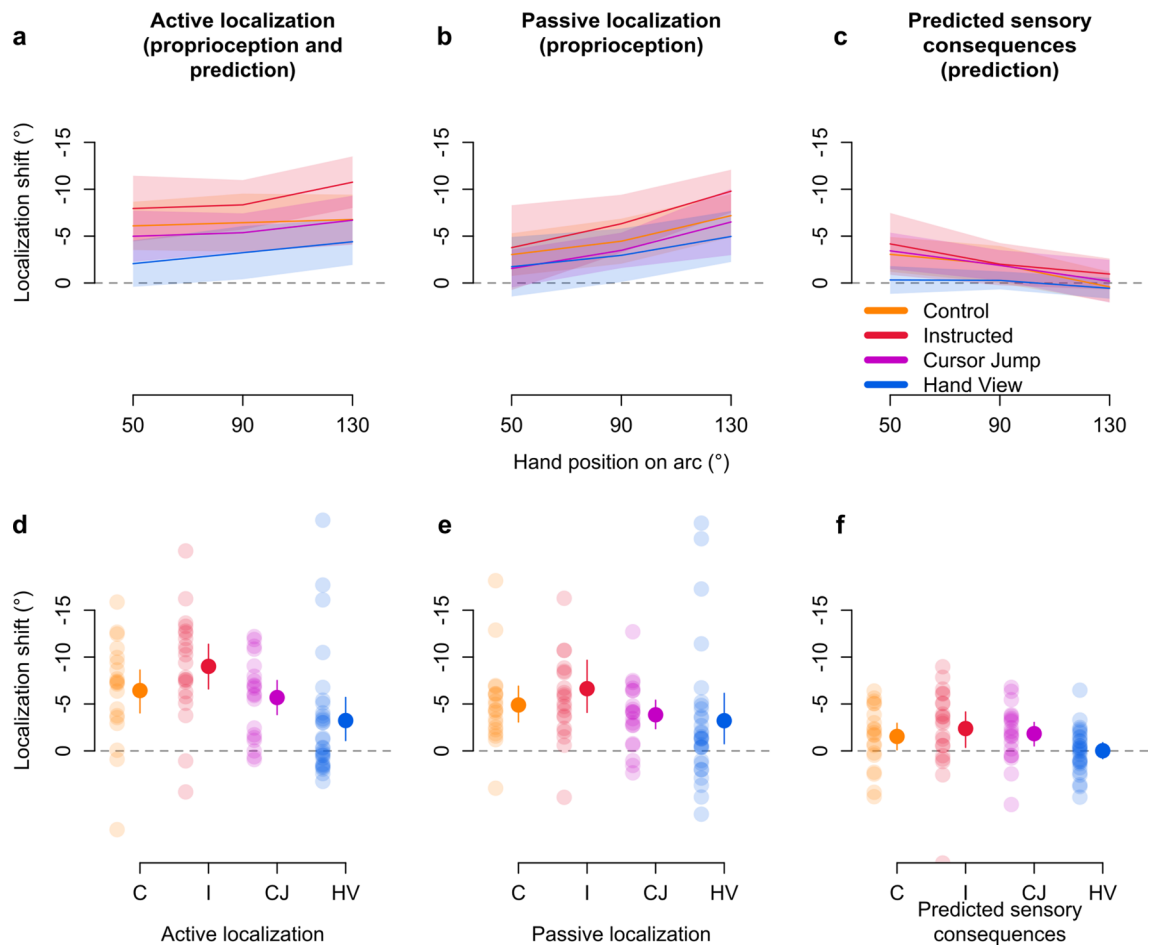 a
Active localization
(proprioception and
prediction)
b
Passive localization
(proprioception)
c
Predicted sensory
consequences
(prediction)
Localization shift (°)
-15
-10
-5
0
-15
-10
-5
0
-15
-10
-5
0
Control
Instructed
Cursor Jump
Hand View
50
90
130
50
90
130
50
90
130
Hand position on arc (°)
d
e
f
Localization shift (°)
-15
-10
-5
0
-15
-10
-5
0
-15
-10
-5
0
C
I
CJ
HV
C
I
CJ
HV
C
I
CJ
HV
Active localization
Passive localization
Predicted sensory
consequences